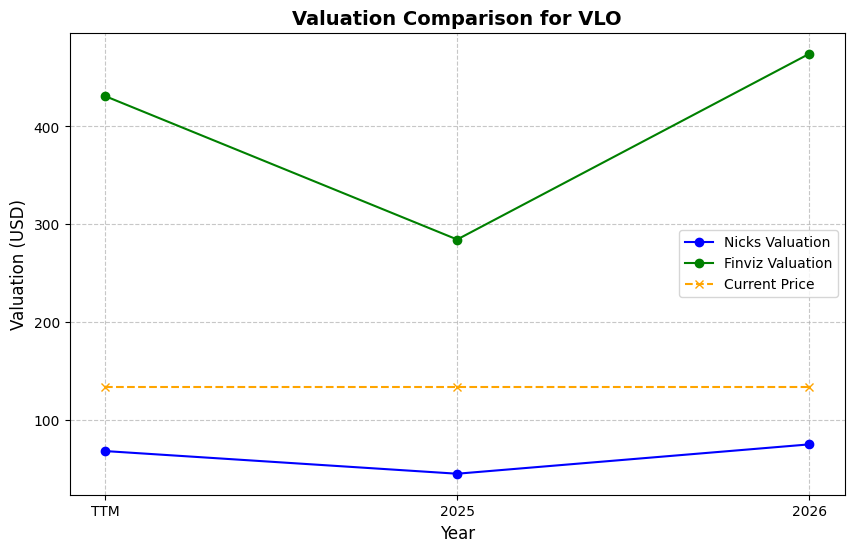 Valuation Comparison for VLO
Valuation (USD)
400
300
200
100
Nicks Valuation
Finviz Valuation
Current Price
TTM
2025
2026
Year